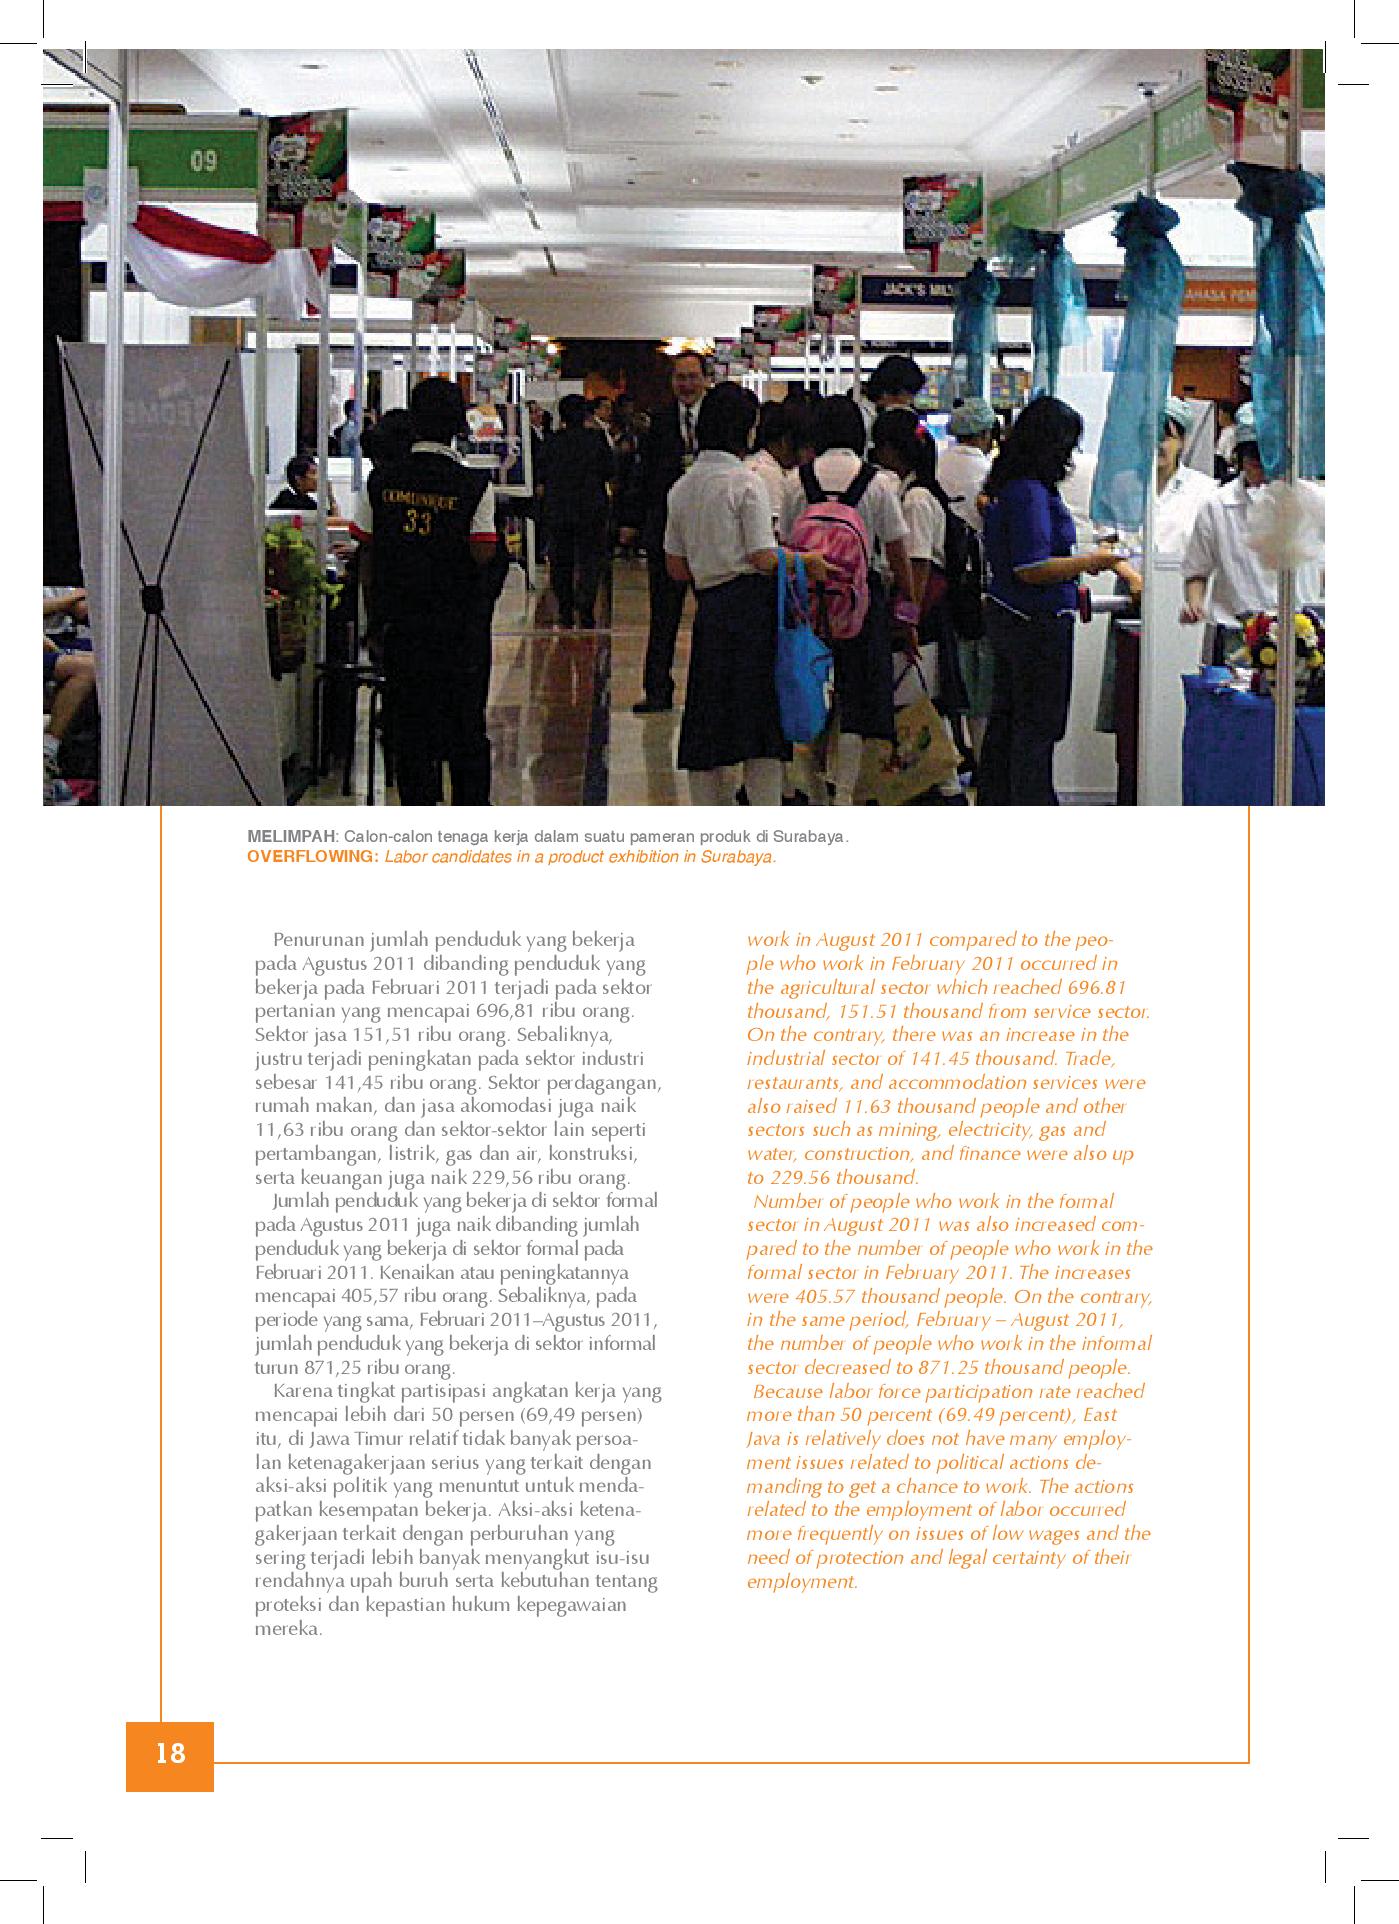 09
JACK'S MIL
COMUNIQUE
33
MELIMPAH: Calon-calon tenaga kerja dalam suatu pameran produk di Surabaya.
OVERFLOWING: Labor candidates in a product exhibition in Surabaya.
Penurunan jumlah penduduk yang bekerja
pada Agustus 2011 dibanding penduduk yang
bekerja pada Februari 2011 terjadi pada sektor
pertanian yang mencapai 696,81 ribu orang.
Sektor jasa 151,51 ribu orang. Sebaliknya,
justru terjadi peningkatan pada sektor industri
sebesar 141,45 ribu orang. Sektor perdagangan,
rumah makan, dan jasa akomodasi juga naik
11,63 ribu orang dan sektor-sektor lain seperti
pertambangan, listrik, gas dan air, konstruksi,
serta keuangan juga naik 229,56 ribu orang.
Jumlah penduduk yang bekerja di sektor formal
pada Agustus 2011 juga naik dibanding jumlah
penduduk yang bekerja di sektor formal pada
Februari 2011. Kenaikan atau peningkatannya
mencapai 405,57 ribu orang. Sebaliknya, pada
periode yang sama, Februari 2011–Agustus 2011,
jumlah penduduk yang bekerja di sektor informal
turun 871,25 ribu orang.
Karena tingkat partisipasi angkatan kerja yang
mencapai lebih dari 50 persen (69,49 persen)
itu, di Jawa Timur relatif tidak banyak persoa-
lan ketenagakerjaan serius yang terkait dengan
aksi-aksi politik yang menuntut untuk menda-
patkan kesempatan bekerja. Aksi-aksi ketena-
gakerjaan terkait dengan perburuhan yang
sering terjadi lebih banyak menyangkut isu-isu
rendahnya upah buruh serta kebutuhan tentang
proteksi dan kepastian hukum kepegawaian
mereka.
work in August 2011 compared to the peo-
ple who work in February 2011 occurred in
the agricultural sector which reached 696.81
thousand, 151.51 thousand from service sector.
On the contrary, there was an increase in the
industrial sector of 141.45 thousand. Trade,
restaurants, and accommodation services were
also raised 11.63 thousand people and other
sectors such as mining, electricity, gas and
water, construction, and finance were also up
to 229.56 thousand.
Number of people who work in the formal
sector in August 2011 was also increased com-
pared to the number of people who work in the
formal sector in February 2011. The increases
were 405.57 thousand people. On the contrary,
in the same period, February – August 2011,
the number of people who work in the informal
sector decreased to 871.25 thousand people.
Because labor force participation rate reached
more than 50 percent (69.49 percent), East
Java is relatively does not have many employ-
ment issues related to political actions de-
manding to get a chance to work. The actions
related to the employment of labor occurred
more frequently on issues of low wages and the
need of protection and legal certainty of their
employment.
18